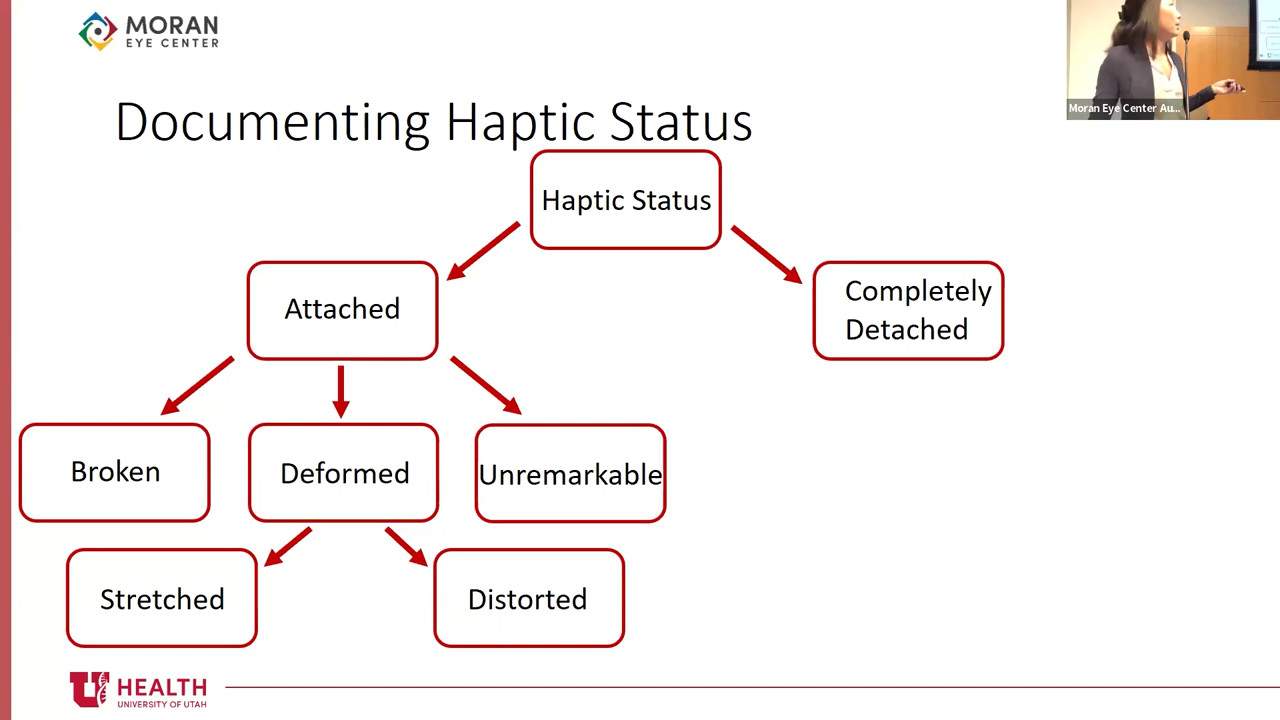 MORAN
EYE CENTER
Moran Eye Center Au...
Documenting Haptic Status
Haptic Status
Attached
Completely
Detached
Broken
Deformed
Unremarkable
Stretched
Distorted
U HEALTH
UNIVERSITY OF UTAH